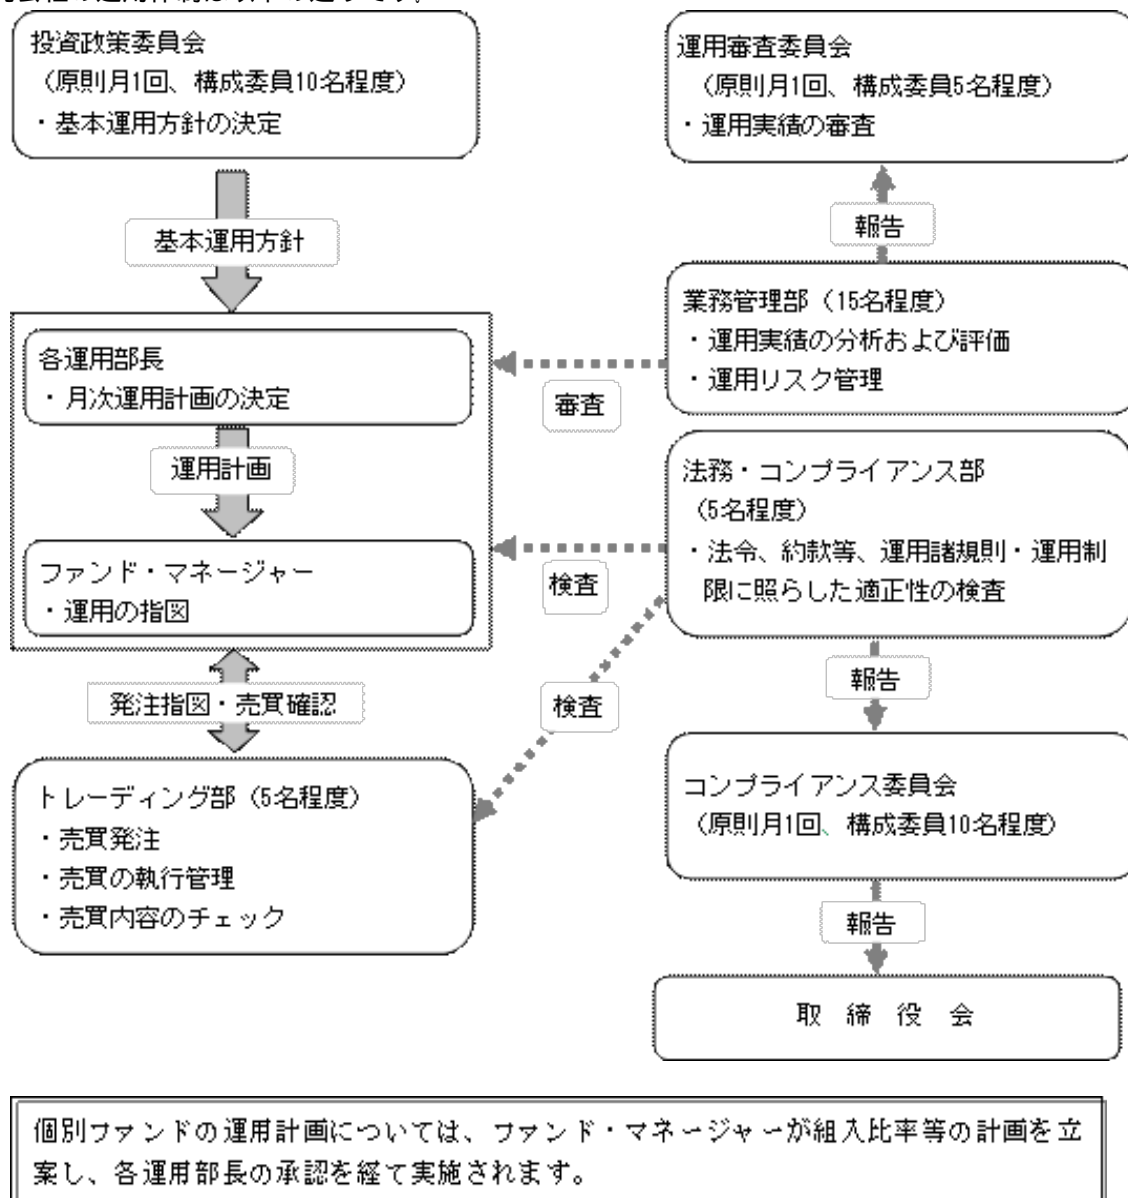 投資政策委員会
（原則月1回、構成委員10名程度）
・基本運用方針の決定
基本運用方針
各運用部長
・月次運用計画の決定
運用計画
ファンド・マネージャー
・運用の指図
発注指図・売買確認
トレーディング部（5名程度）
・売買発注
・売買の執行管理
・売買内容のチェック
運用審査委員会
（原則月1回、構成委員5名程度）
・運用実績の審査
報告
業務管理部（15名程度）
・運用実績の分析および評価
・運用リスク管理
審査
法務・コンプライアンス部
（5名程度）
・法令、約款等、運用諸規則・運用制
限に照らした適正性の検査
検査
検査
報告
コンプライアンス委員会
（原則月1回、構成委員10名程度）
報告
取 締 役 会
個別ファンドの運用計画については、ファンド・マネージャーが組入比率等の計画を立
案し、各運用部長の承認を経て実施されます。